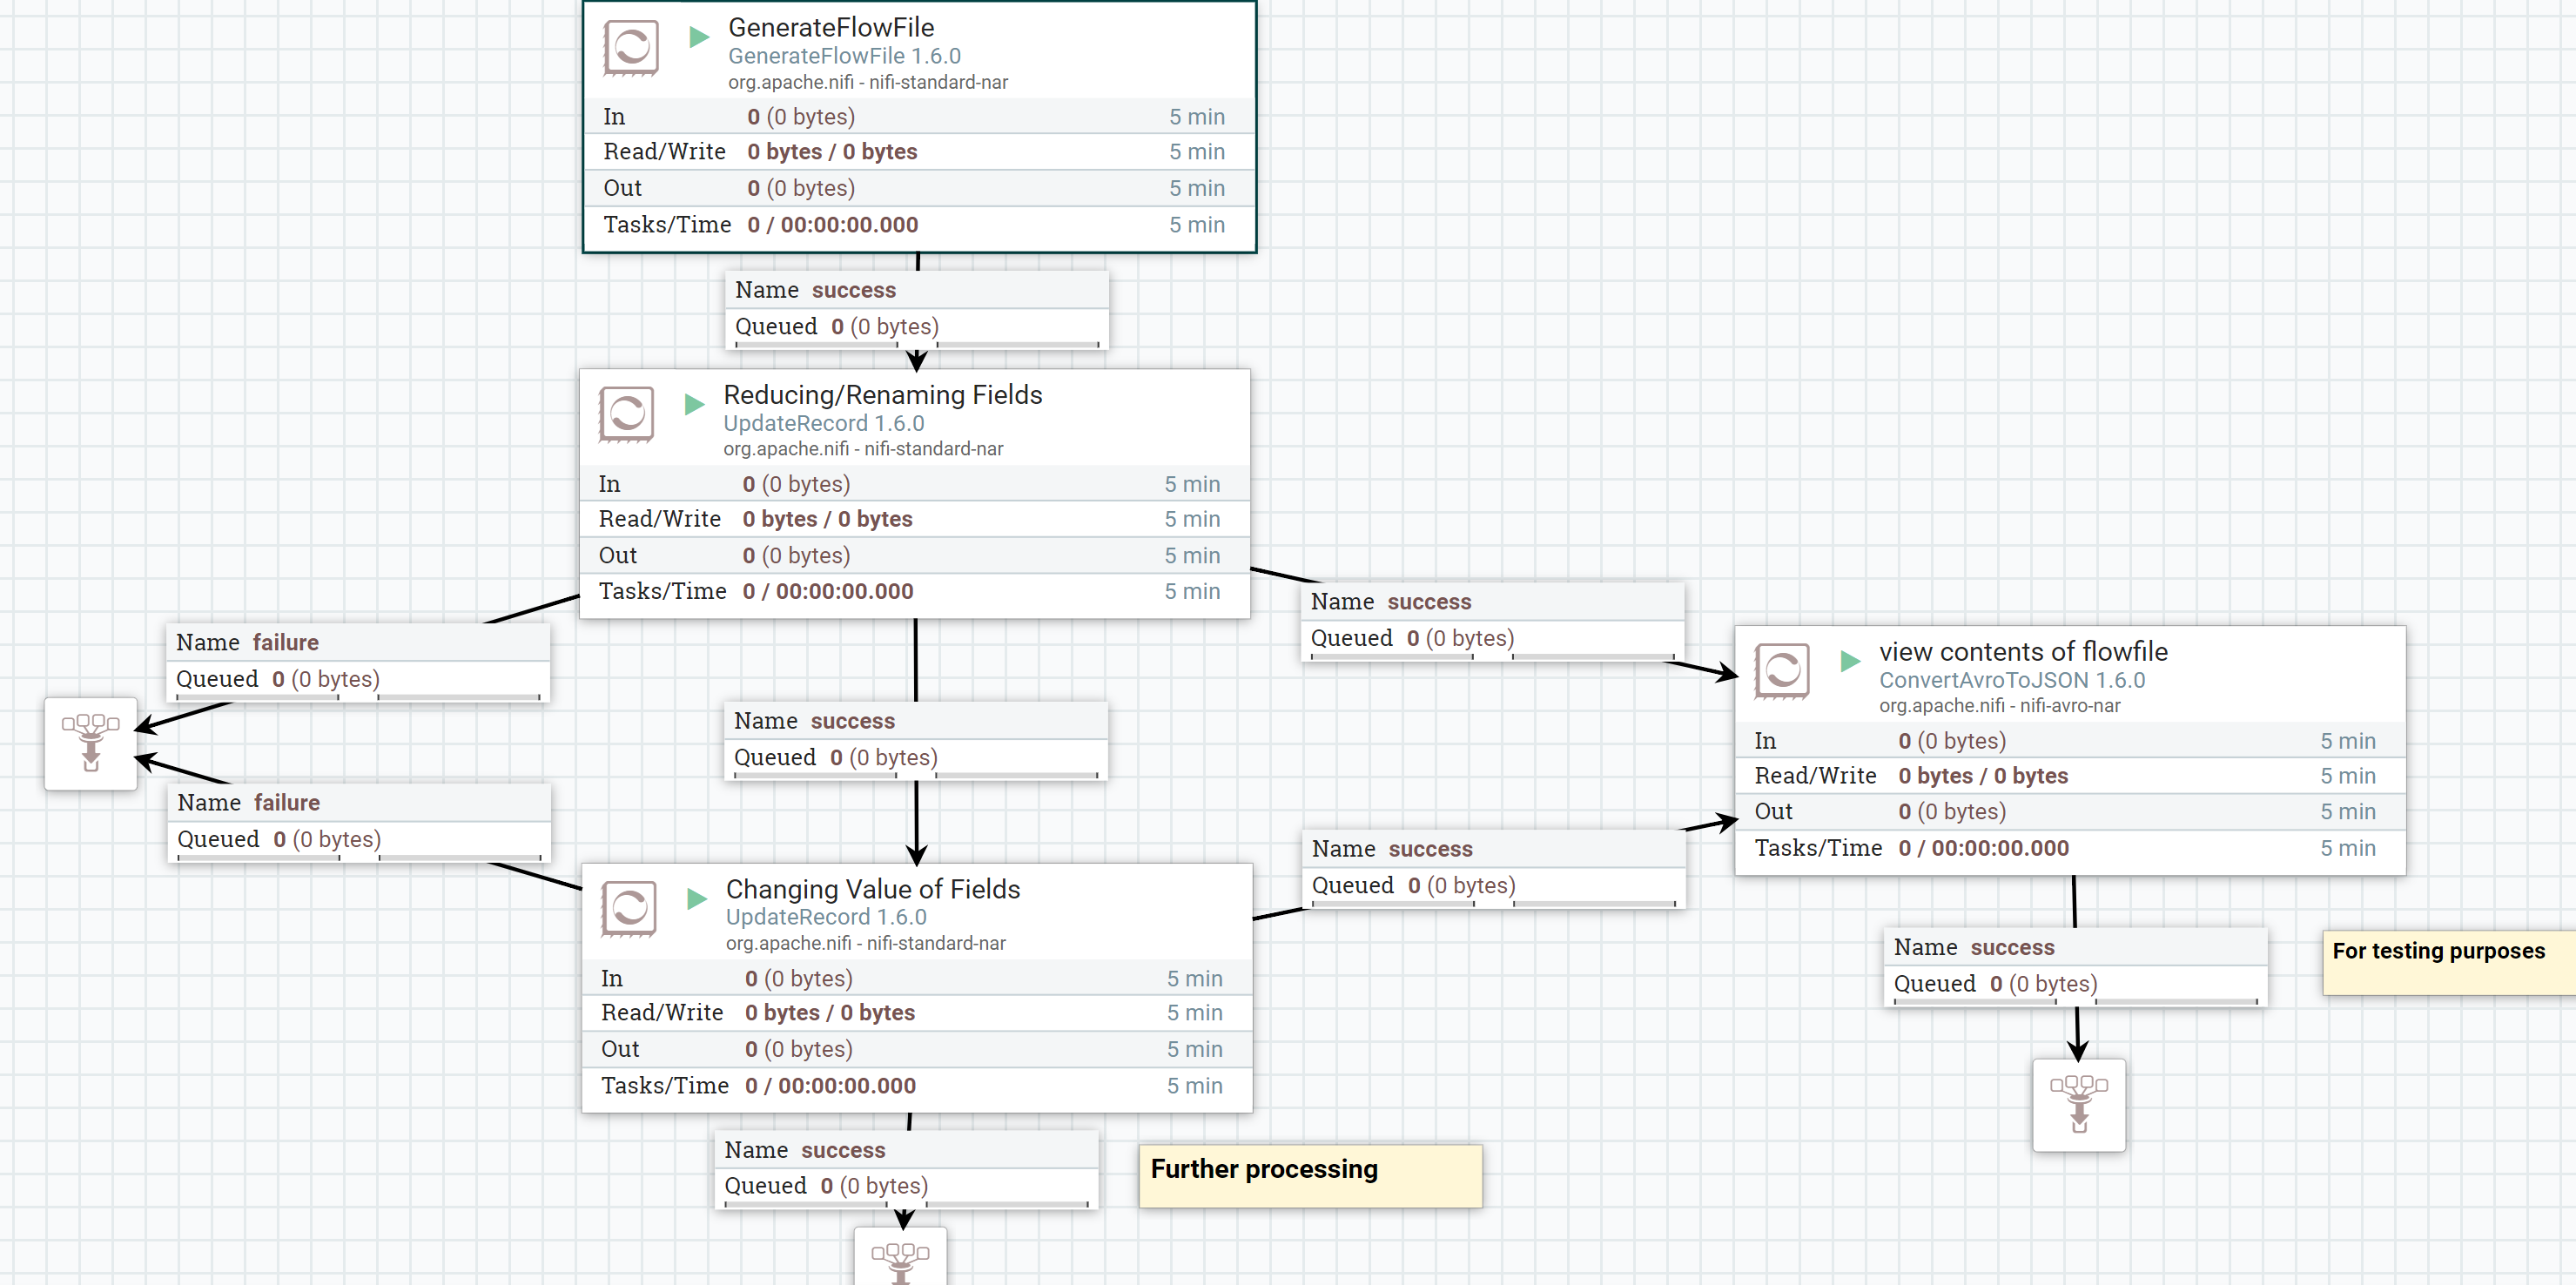 GenerateFlowFile
GenerateFlowFile 1.6.0
org.apache.nifi - nifi-standard-nar
In 0 (0 bytes) 5 min
Read/Write 0 bytes / 0 bytes 5 min
Out 0 (0 bytes) 5 min
Tasks/Time 0 / 00:00:00.000 5 min
Name success
Queued 0 (0 bytes)
Reducing/Renaming Fields
UpdateRecord 1.6.0
org.apache.nifi - nifi-standard-nar
In 0 (0 bytes) 5 min
Read/Write 0 bytes / 0 bytes 5 min
Out 0 (0 bytes) 5 min
Tasks/Time 0 / 00:00:00.000 5 min
Name failure
Queued 0 (0 bytes)
Name success
Queued 0 (0 bytes)
Name success
Queued 0 (0 bytes)
view contents of flowfile
ConvertAvroToJSON 1.6.0
org.apache.nifi - nifi-avro-nar
In 0 (0 bytes) 5 min
Read/Write 0 bytes / 0 bytes 5 min
Out 0 (0 bytes) 5 min
Tasks/Time 0 / 00:00:00.000 5 min
Name failure
Queued 0 (0 bytes)
Name success
Queued 0 (0 bytes)
Changing Value of Fields
UpdateRecord 1.6.0
org.apache.nifi - nifi-standard-nar
In 0 (0 bytes) 5 min
Read/Write 0 bytes / 0 bytes 5 min
Out 0 (0 bytes) 5 min
Tasks/Time 0 / 00:00:00.000 5 min
Name success
Queued 0 (0 bytes)
For testing purposes
Name success
Queued 0 (0 bytes)
Further processing